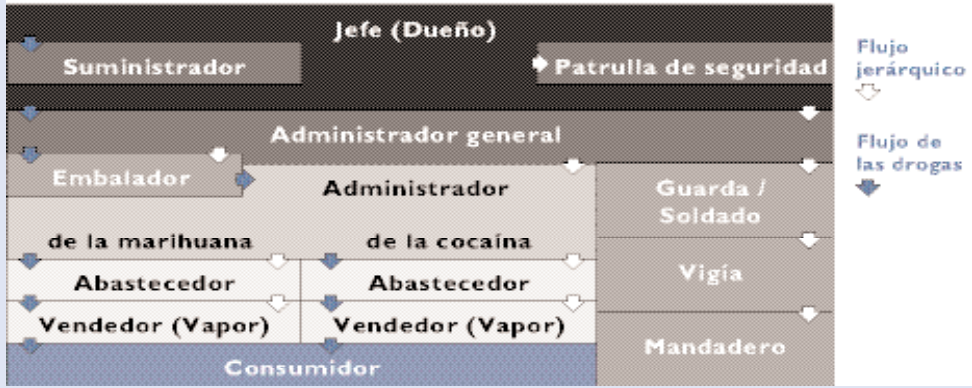 Jefe (Dueño)
Suministrador
Patrulla de seguridad
Administrador general
Embalador
Administrador
de la marihuana
de la cocaína
Abastecedor
Abastecedor
Vendedor (Vapor)
Vendedor (Vapor)
Consumidor
Guarda /
Soldado
Vigía
Mandadero
Flujo
jerárquico
Flujo de
las drogas